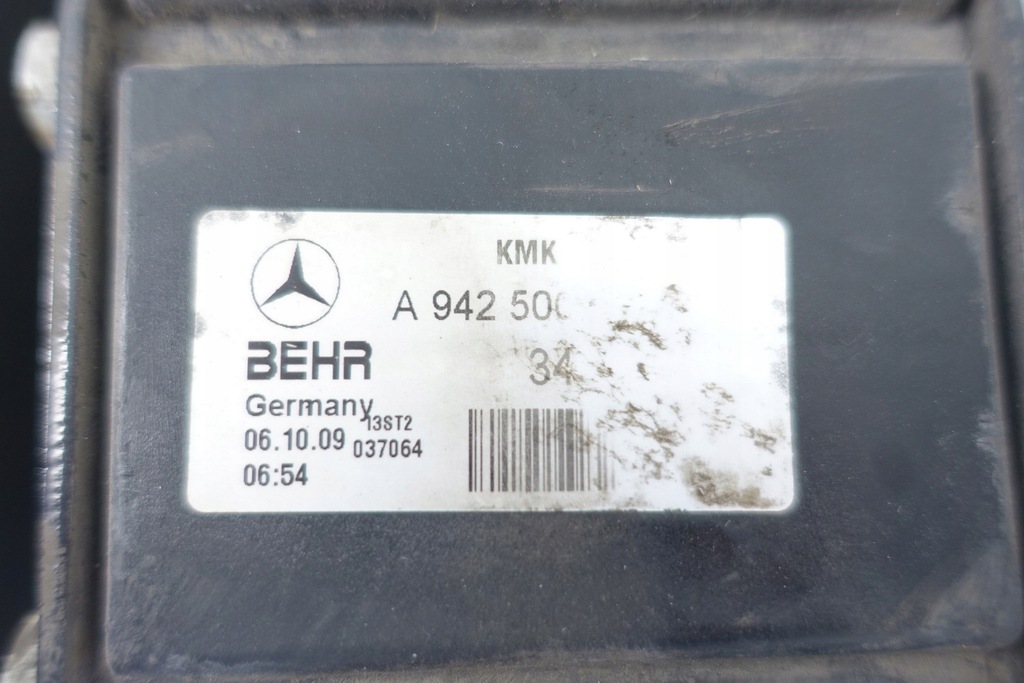 KMK
A 942 50
34
BEHR
Germany
13ST2
06.10.09 037064
06:54